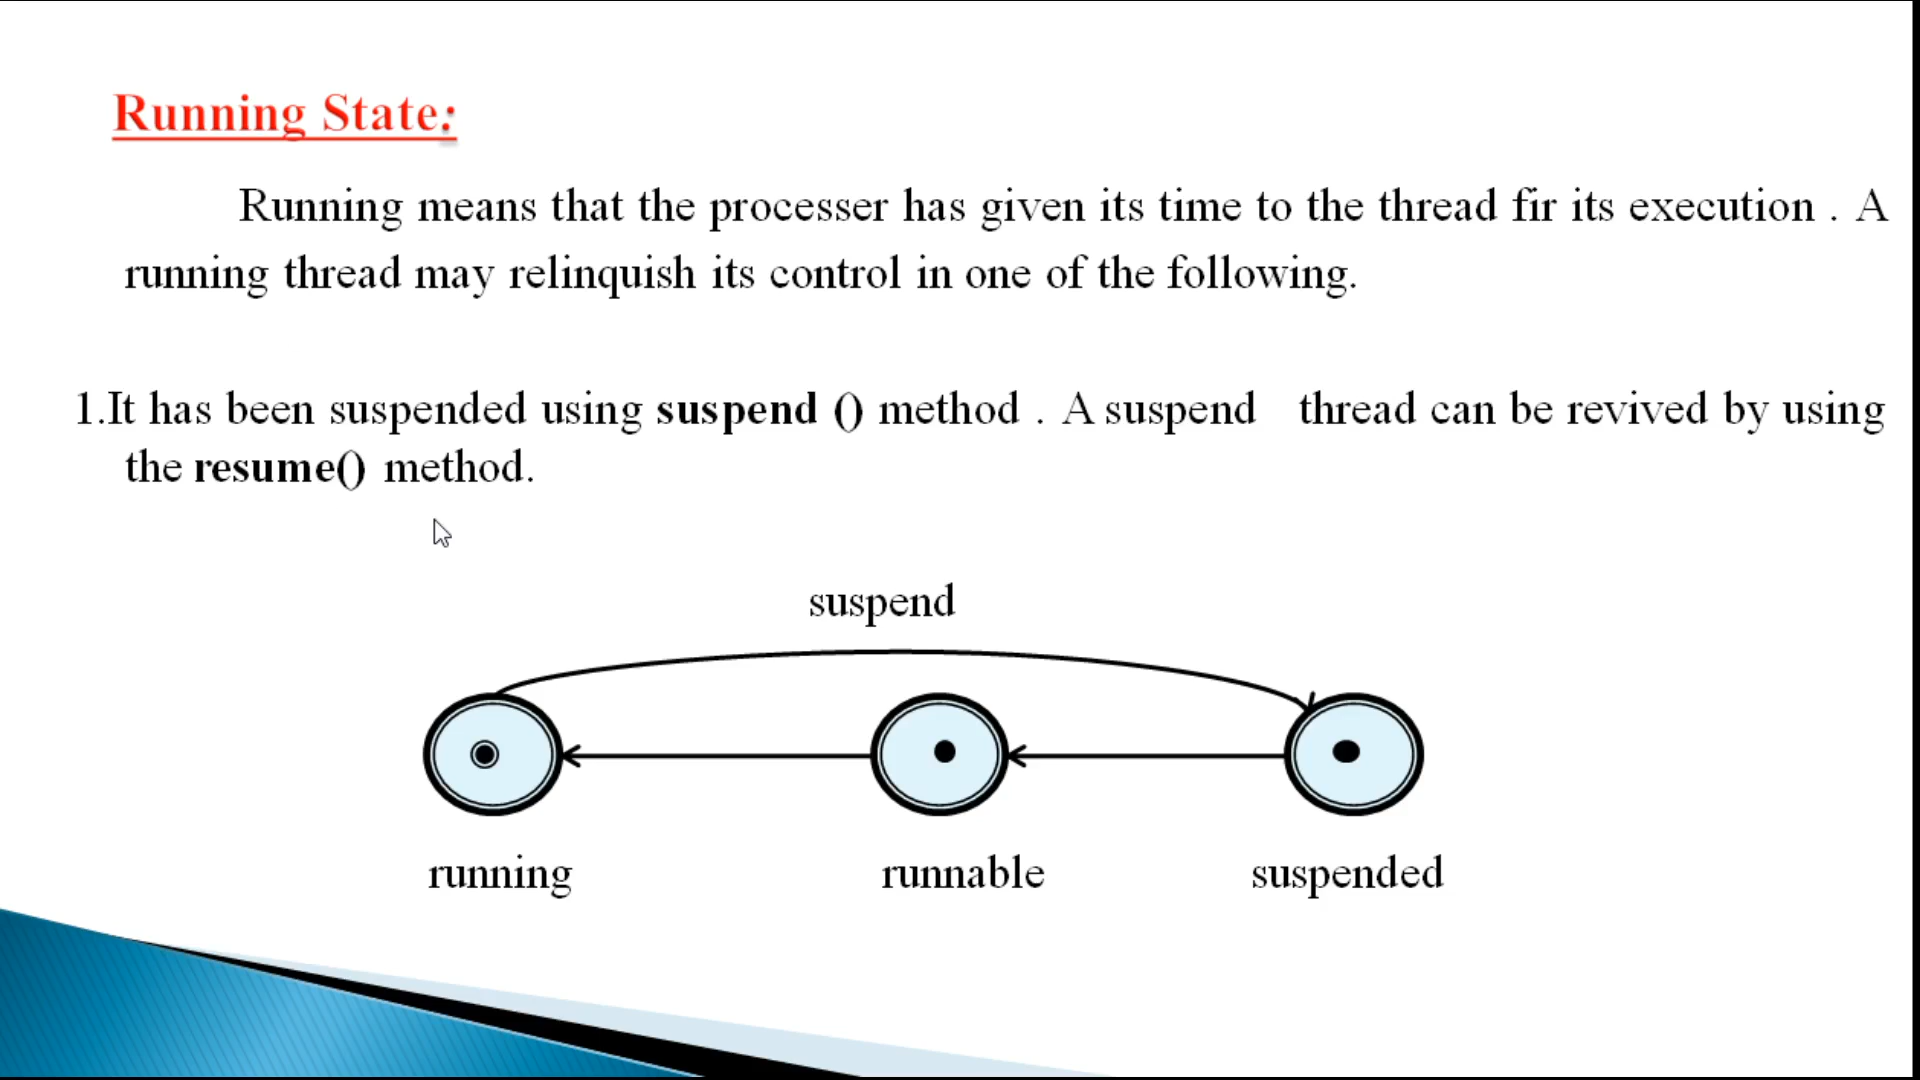 Running State:
Running means that the processer has given its time to the thread fir its execution . A
running thread may relinquish its control in one of the following.
1.It has been suspended using suspend () method . A suspend thread can be revived by using
the resume() method.
suspend
running runnable suspended